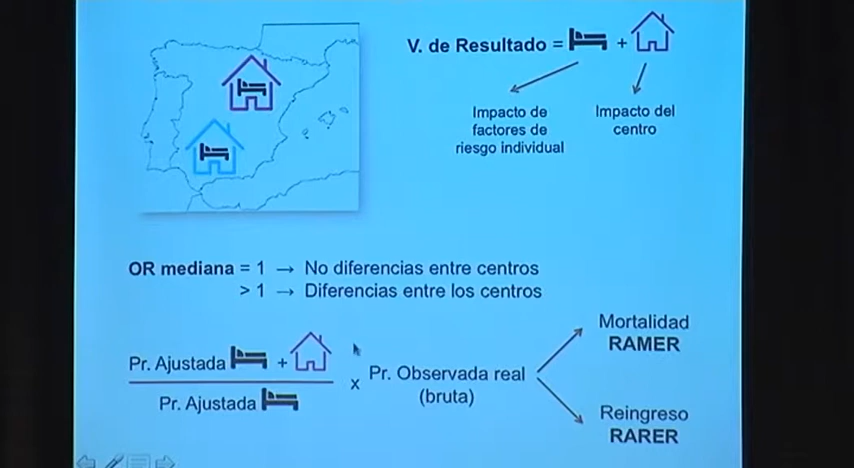 V. de Resultado = +
Impacto de
factores de
riesgo individual
Impacto del
centro
OR mediana = 1 → No diferencias entre centros
> 1 → Diferencias entre los centros
Pr. Ajustada +
Pr. Ajustada
x Pr. Observada real
(bruta)
Mortalidad
RAMER
Reingreso
RARER